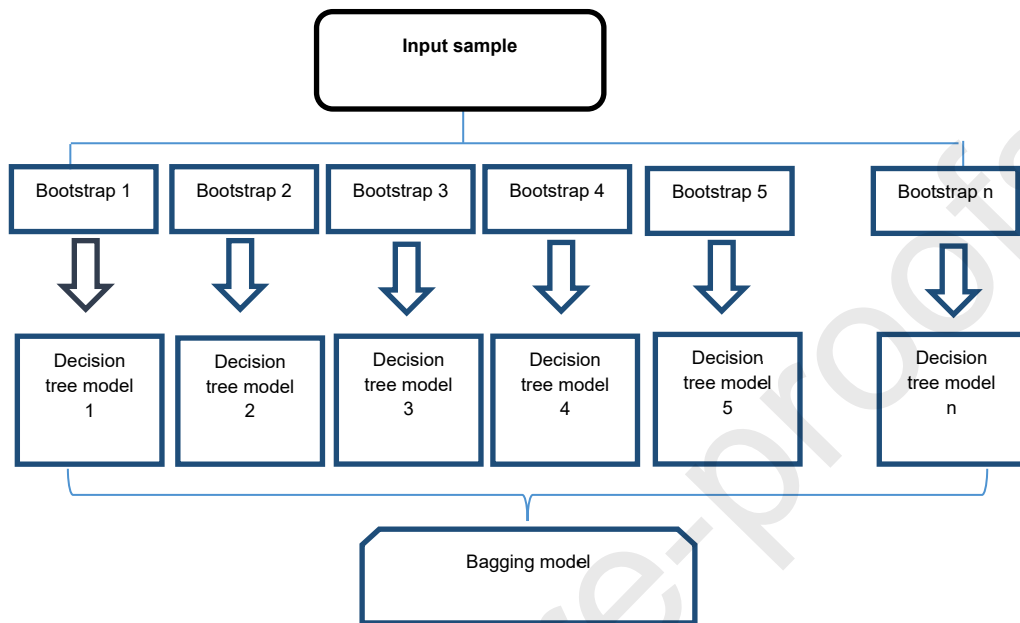 Input sample
Bootstrap 1
Bootstrap 2
Bootstrap 3
Bootstrap 4
Bootstrap 5
Bootstrap n
Decision
tree model
1
Decision
tree model
2
Decision
tree model
3
Decision
tree model
4
Decision
tree model
5
Decision
tree model
n
Bagging model
re-proofs